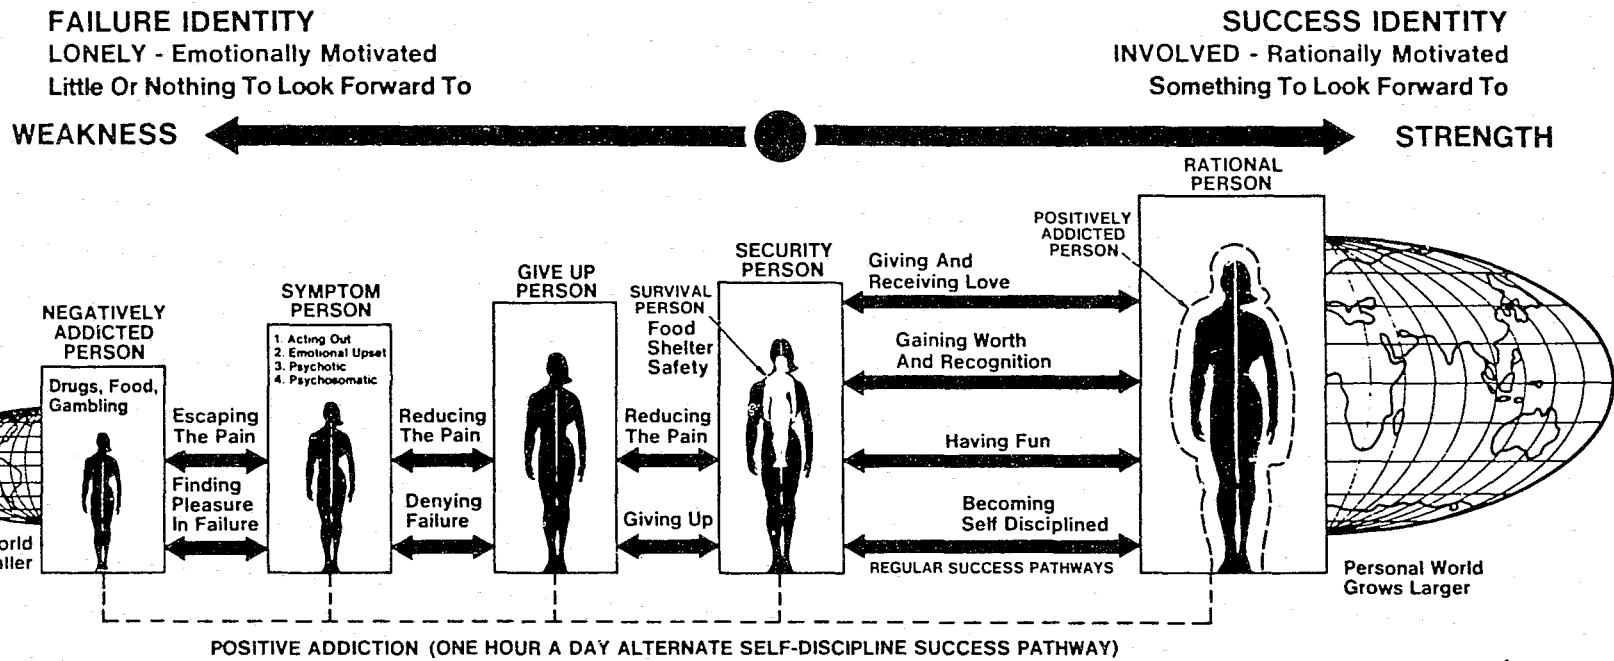 FAILURE IDENTITY
LONELY - Emotionally Motivated
Little Or Nothing To Look Forward To
SUCCESS IDENTITY
INVOLVED - Rationally Motivated
Something To Look Forward To
WEAKNESS
STRENGTH
NEGATIVELY
ADDICTED
PERSON
Drugs, Food,
Gambling
Escaping
The Pain
Finding
Pleasure
In Failure
SYMPTOM
PERSON
1. Acting Out
2. Emotional Upset
3. Psychotic
4. Psychosomatic
Reducing
The Pain
Denying
Failure
GIVE UP
PERSON
Reducing
The Pain
Giving Up
SURVIVAL
PERSON
Food
Shelter
Safety
SECURITY
PERSON
Giving And
Receiving Love
Gaining Worth
And Recognition
Having Fun
Becoming
Self Disciplined
REGULAR SUCCESS PATHWAYS
POSITIVELY
ADDICTED
PERSON
RATIONAL
PERSON
Personal World
Grows Larger
POSITIVE ADDICTION (ONE HOUR A DAY ALTERNATE SELF-DISCIPLINE SUCCESS PATHWAY)